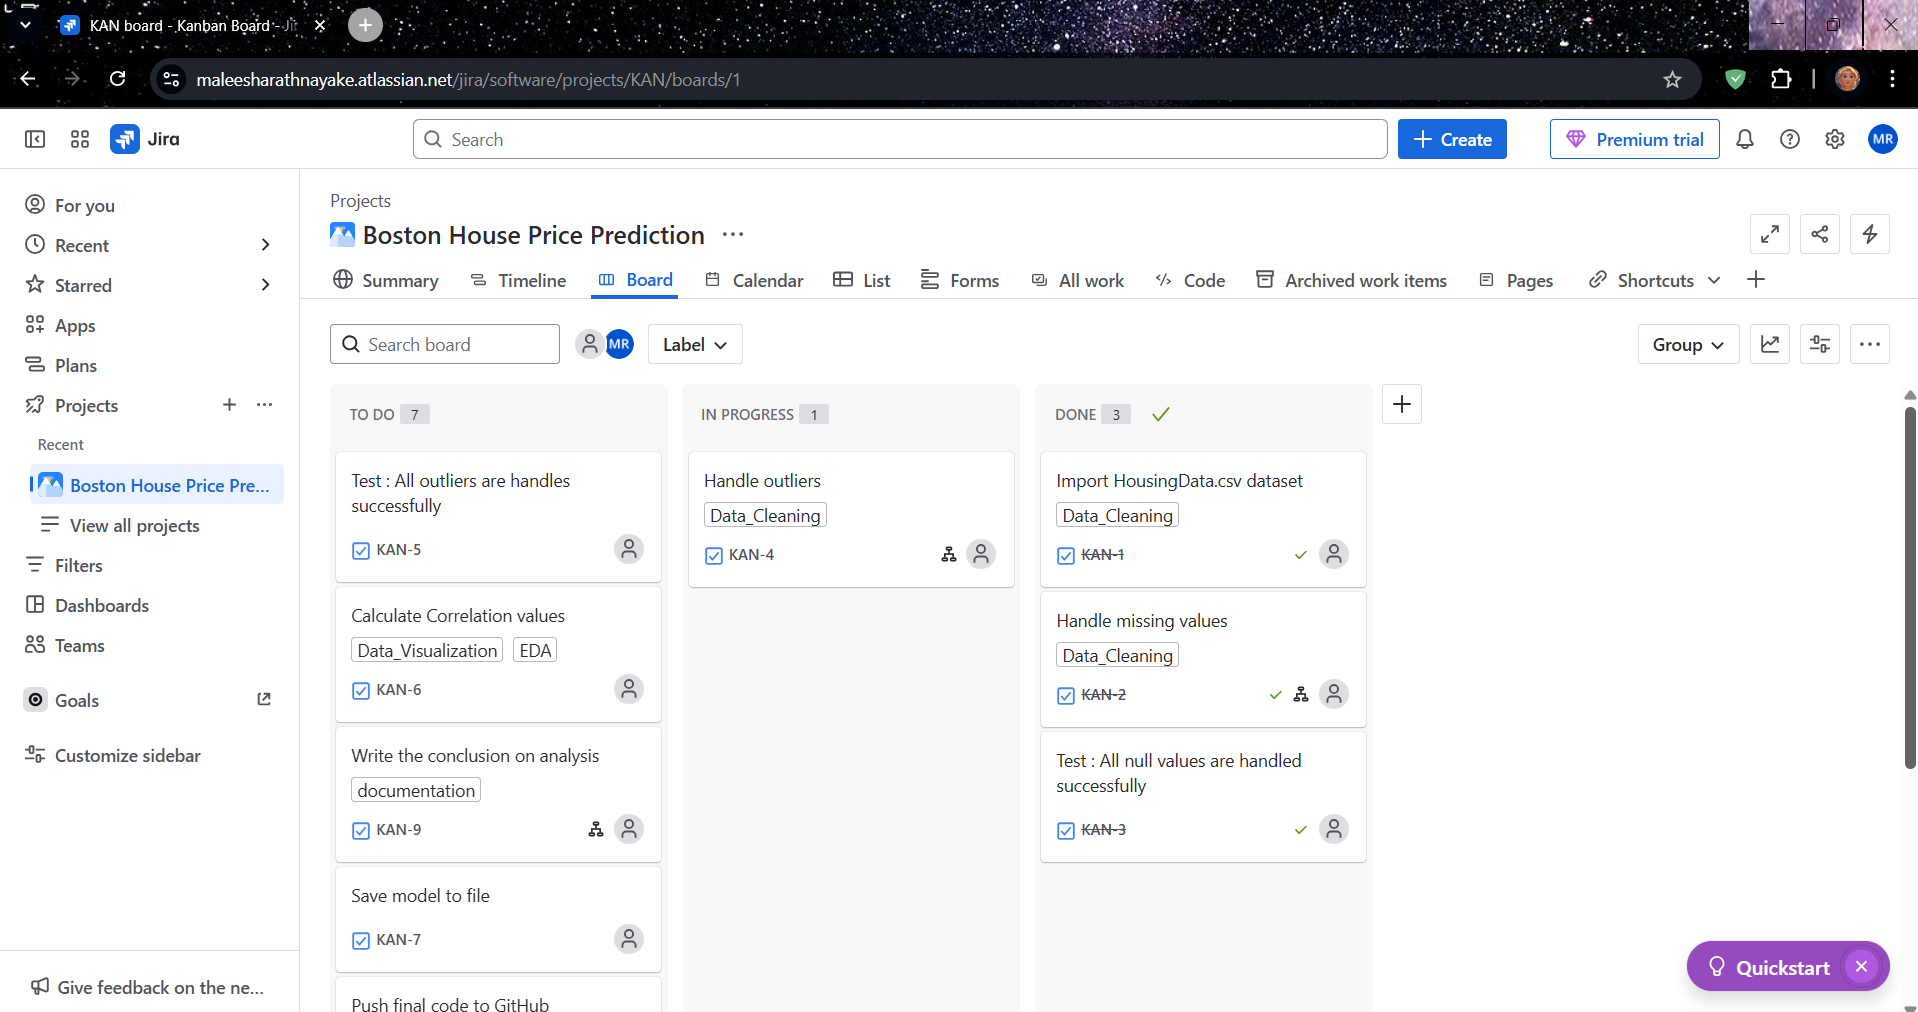 KAN board - Kanban Board - Jir
maleesharathnayake.atlassian.net/jira/software/projects/KAN/boards/1
Jira
Search
Create
Premium trial
MR
For you
Recent
Starred
Apps
Plans
Projects
Recent
Boston House Price Pre...
View all projects
Filters
Dashboards
Teams
Goals
Customize sidebar
Give feedback on the ne...
Projects
Boston House Price Prediction
Summary Timeline Board Calendar List Forms All work Code Archived work items Pages Shortcuts
Search board
MR
Label
Group
TO DO 7
Test : All outliers are handles
successfully
KAN-5
Calculate Correlation values
Data_Visualization EDA
KAN-6
Write the conclusion on analysis
documentation
KAN-9
Save model to file
KAN-7
Push final code to GitHub
IN PROGRESS 1
Handle outliers
Data_Cleaning
KAN-4
DONE 3
Import HousingData.csv dataset
Data_Cleaning
KAN-1
Handle missing values
Data_Cleaning
KAN-2
Test : All null values are handled
successfully
KAN-3
Quickstart